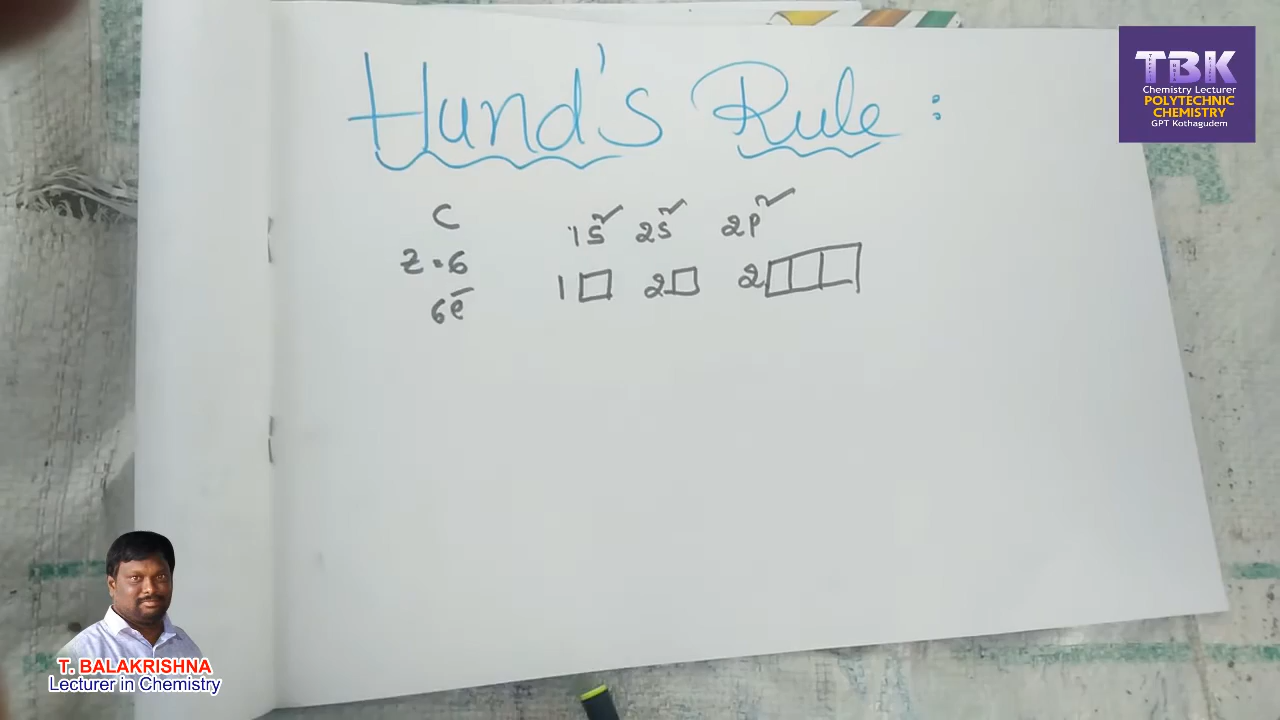 Hund's Rule :
C
Z = 6
6e̅
1s 2s 2p
1 2 2
TBK
Chemistry Lecturer
POLYTECHNIC
CHEMISTRY
GPT Kothagudem
T. BALAKRISHNA
Lecturer in Chemistry